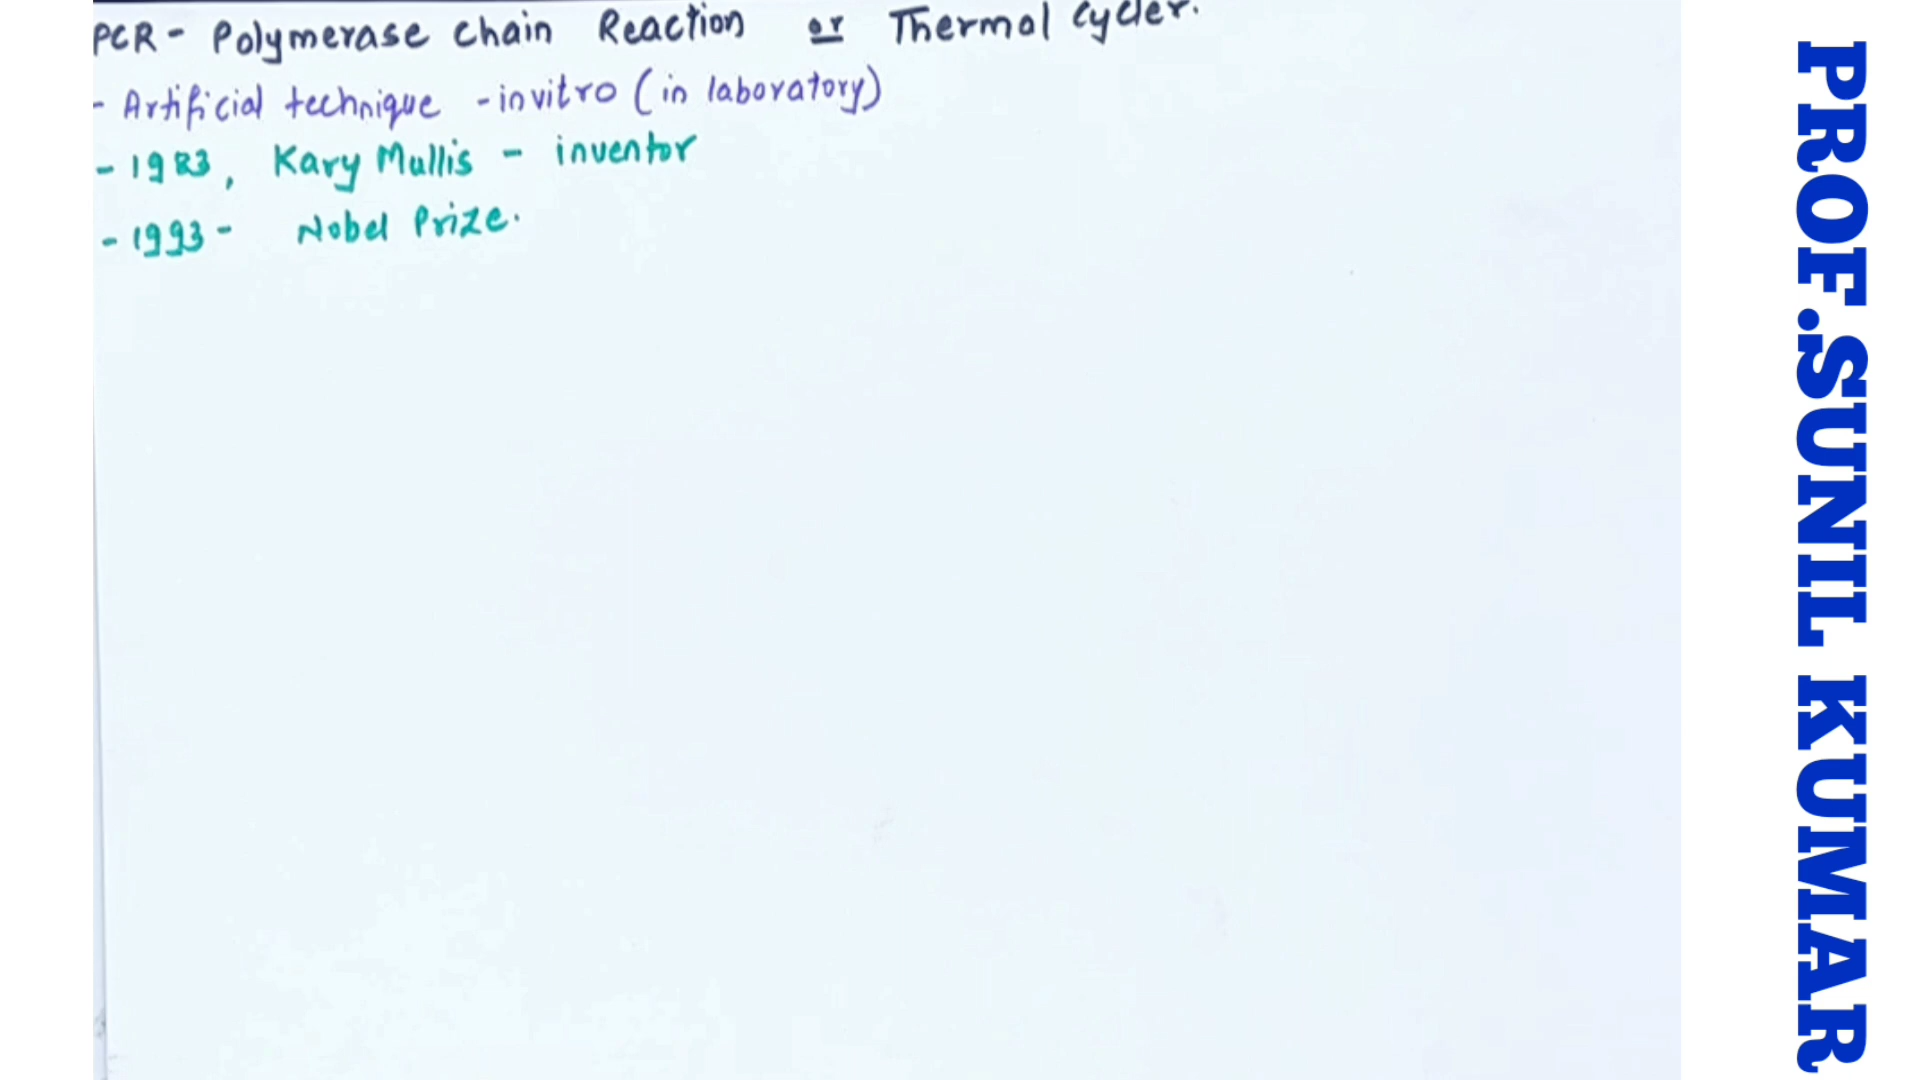 PCR - Polymerase Chain Reaction or Thermal Cycler.
- Artificial technique - invitro (in laboratory)
- 1983, Kary Mullis - inventor
- 1993 - Nobel Prize.
PROF.SUNIL KUMAR